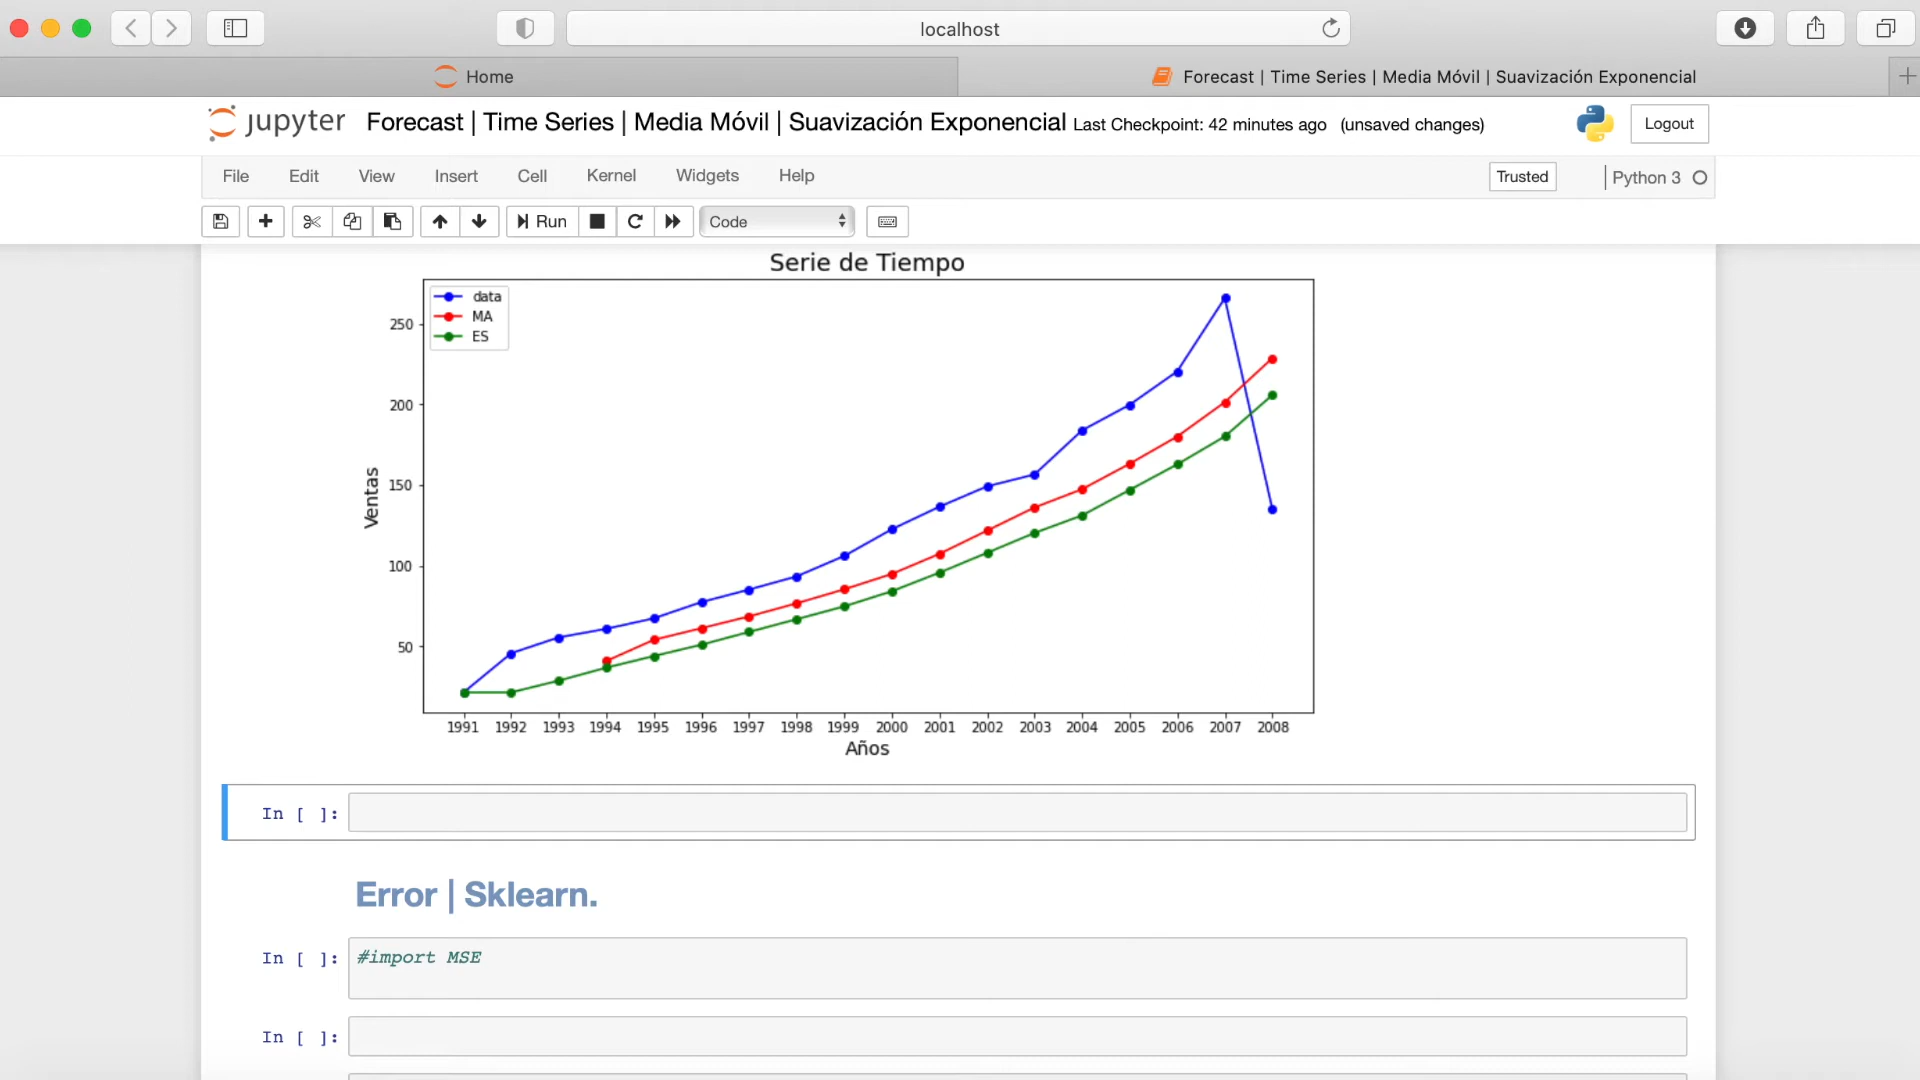 localhost
Home
Forecast | Time Series | Media Móvil | Suavización Exponencial
jupyter Forecast | Time Series | Media Móvil | Suavización Exponencial Last Checkpoint: 42 minutes ago (unsaved changes)
Logout
File Edit View Insert Cell Kernel Widgets Help
Trusted
Python 3
Run
Code
Serie de Tiempo
data
MA
ES
250
200
150
100
50
Ventas
1991 1992 1993 1994 1995 1996 1997 1998 1999 2000 2001 2002 2003 2004 2005 2006 2007 2008
Años
In [ ]:
Error | Sklearn.
In [ ]: #import MSE
In [ ]: